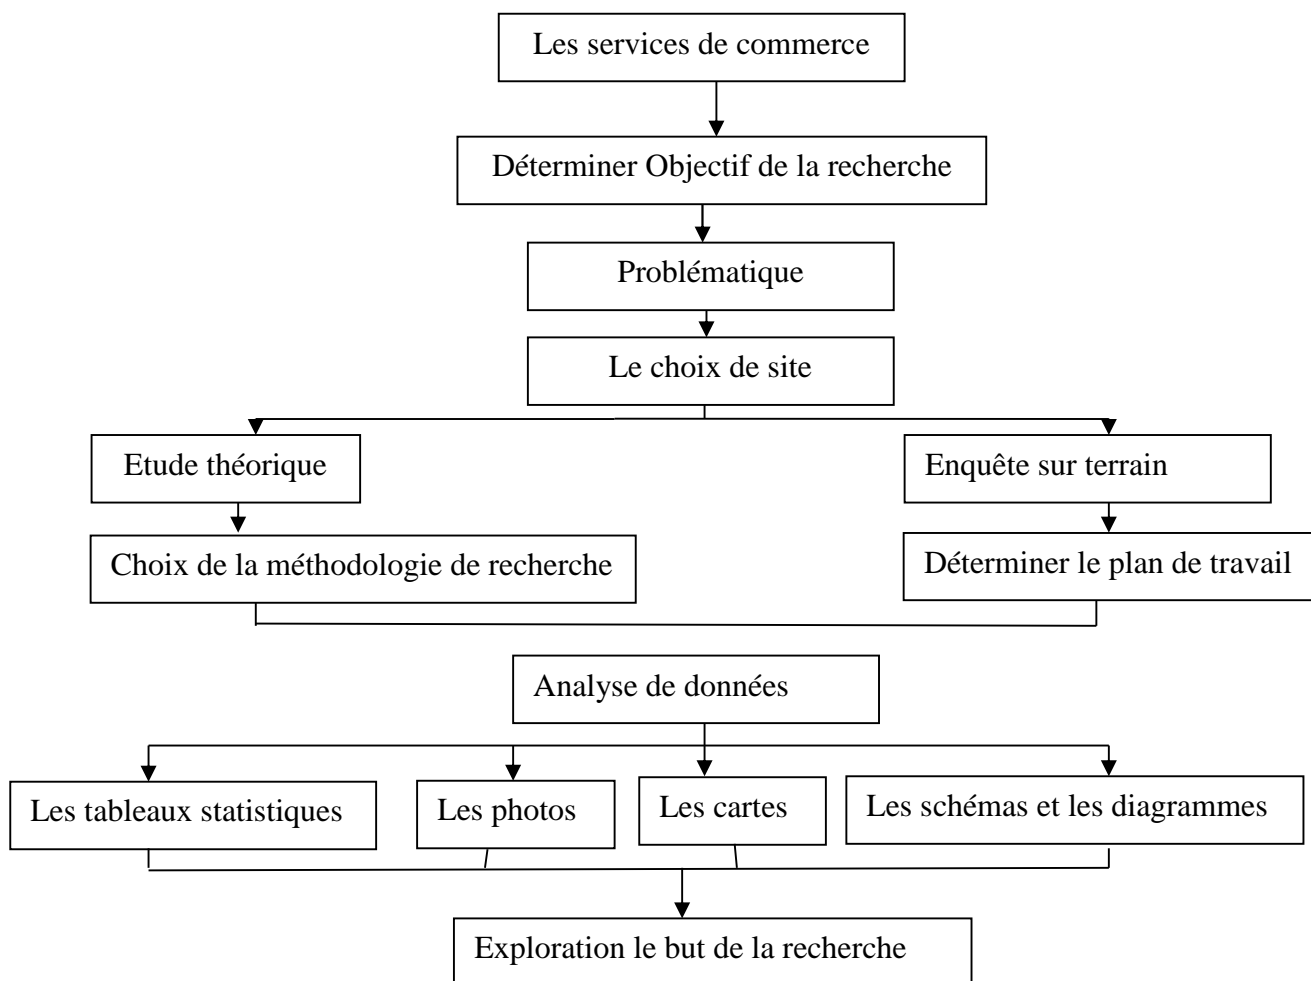 Les services de commerce
Déterminer Objectif de la recherche
Problématique
Le choix de site
Etude théorique
Enquête sur terrain
Choix de la méthodologie de recherche
Déterminer le plan de travail
Analyse de données
Les tableaux statistiques
Les photos
Les cartes
Les schémas et les diagrammes
Exploration le but de la recherche